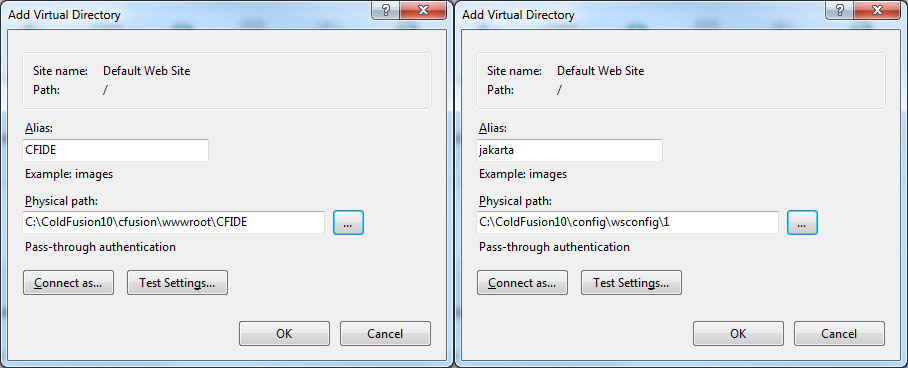 Add Virtual Directory
Site name: Default Web Site
Path: /
Alias:
CFIDE
Example: images
Physical path:
C:\ColdFusion10\cfusion\wwwroot\CFIDE
...
Pass-through authentication
Connect as... Test Settings...
OK Cancel
Add Virtual Directory
Site name: Default Web Site
Path: /
Alias:
jakarta
Example: images
Physical path:
C:\ColdFusion10\config\wsconfig\1
...
Pass-through authentication
Connect as... Test Settings...
OK Cancel